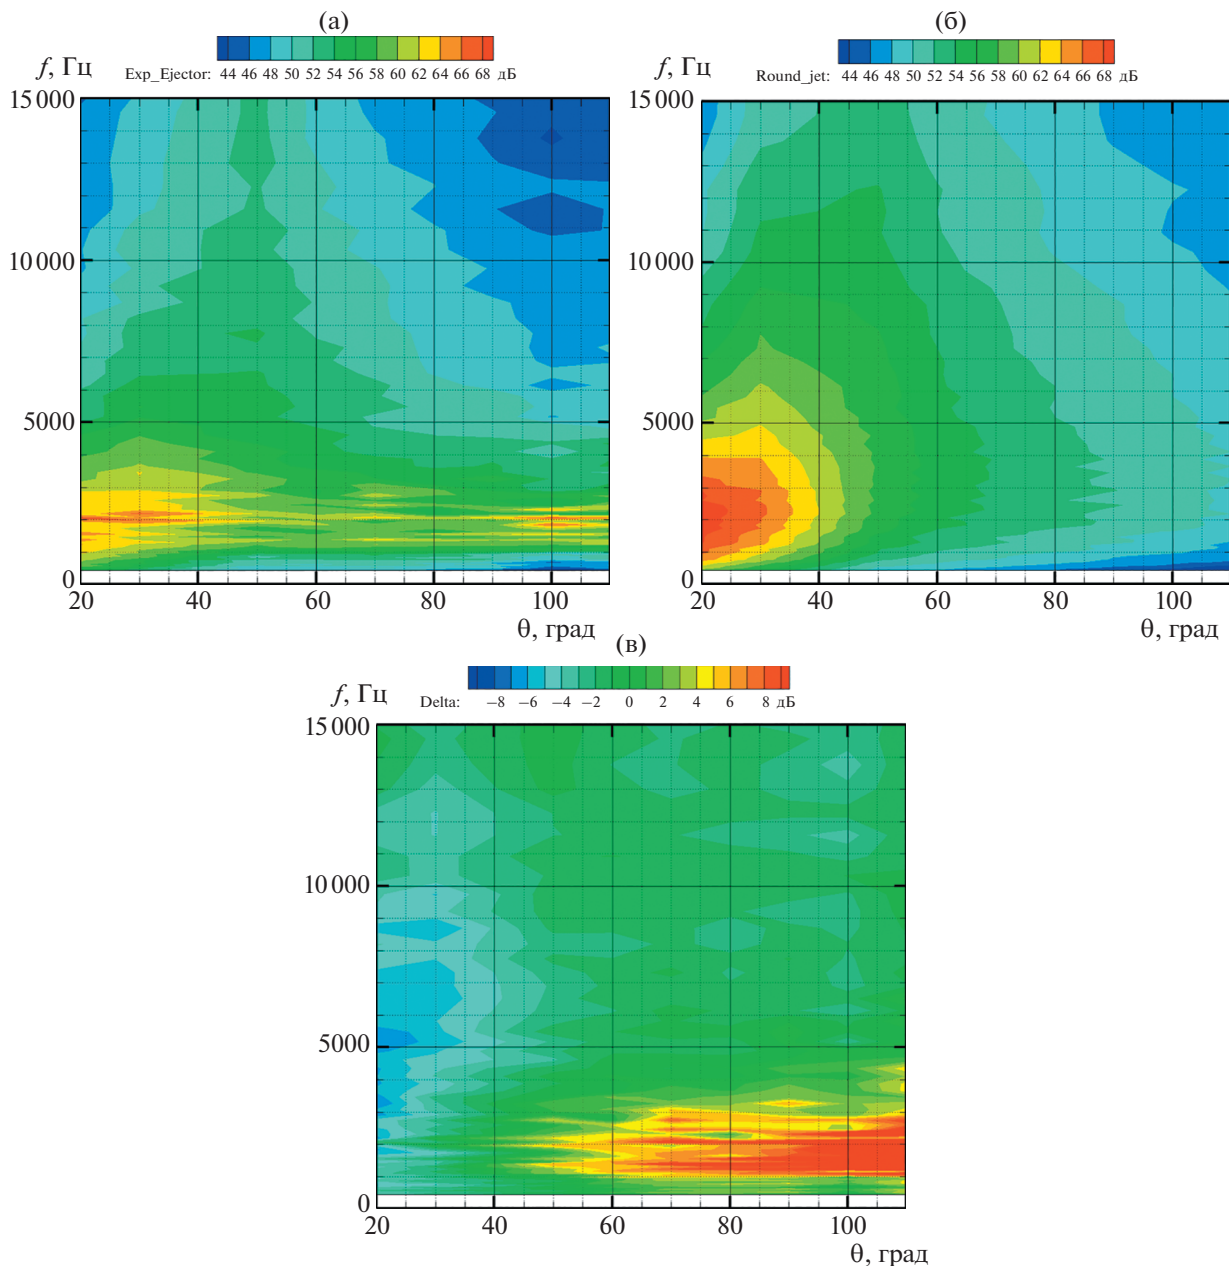 (а)
Exp_Ejector: 44 46 48 50 52 54 56 58 60 62 64 66 68 дБ
f, Гц
15 000
10 000
5000
0
20 40 60 80 100
θ, град
(б)
Round_jet: 44 46 48 50 52 54 56 58 60 62 64 66 68 дБ
f, Гц
15 000
10 000
5000
0
20 40 60 80 100
θ, град
(в)
Delta: −8 −6 −4 −2 0 2 4 6 8 дБ
f, Гц
15 000
10 000
5000
0
20 40 60 80 100
θ, град